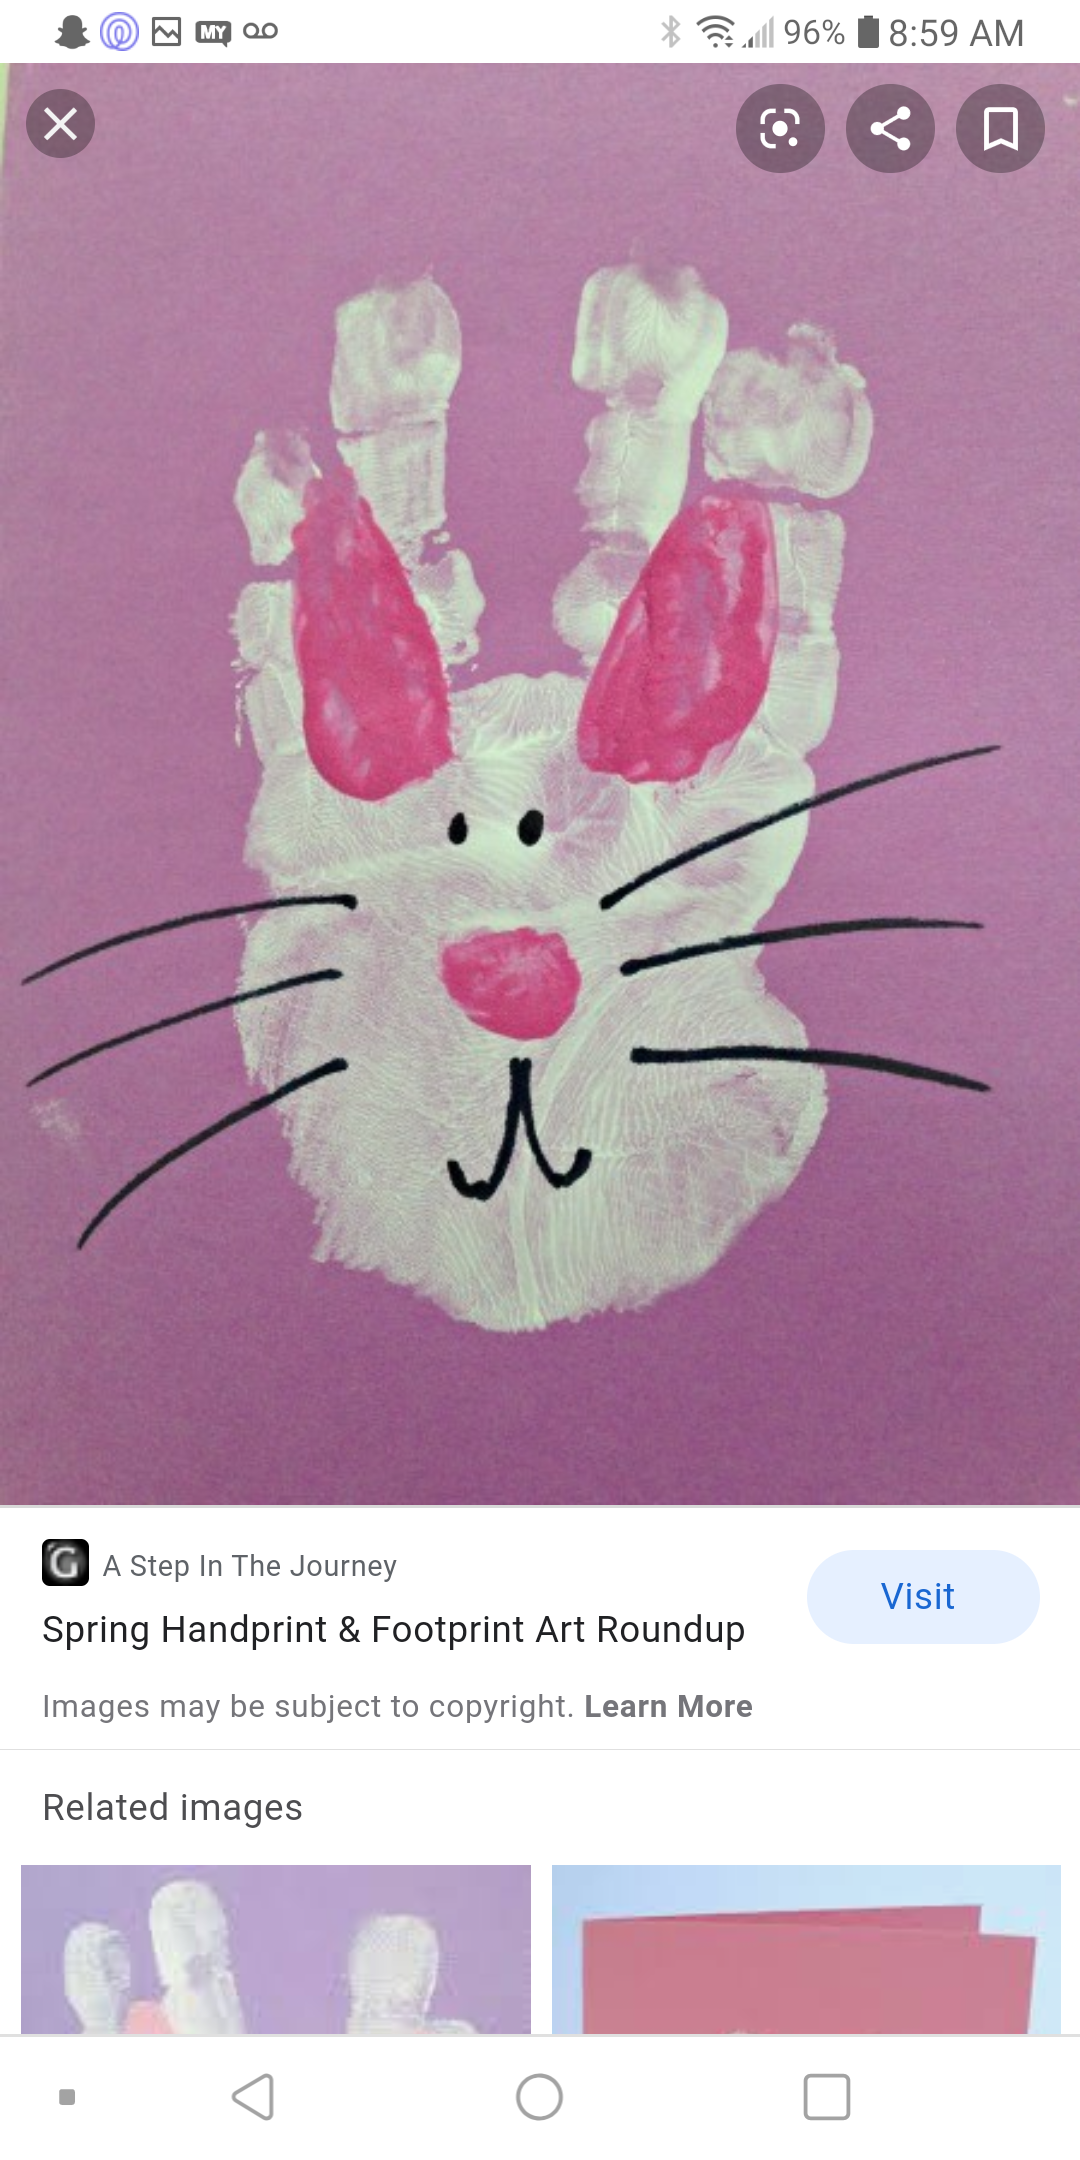 MY 96% 8:59 AM
G A Step In The Journey
Visit
Spring Handprint & Footprint Art Roundup
Images may be subject to copyright. Learn More
Related images